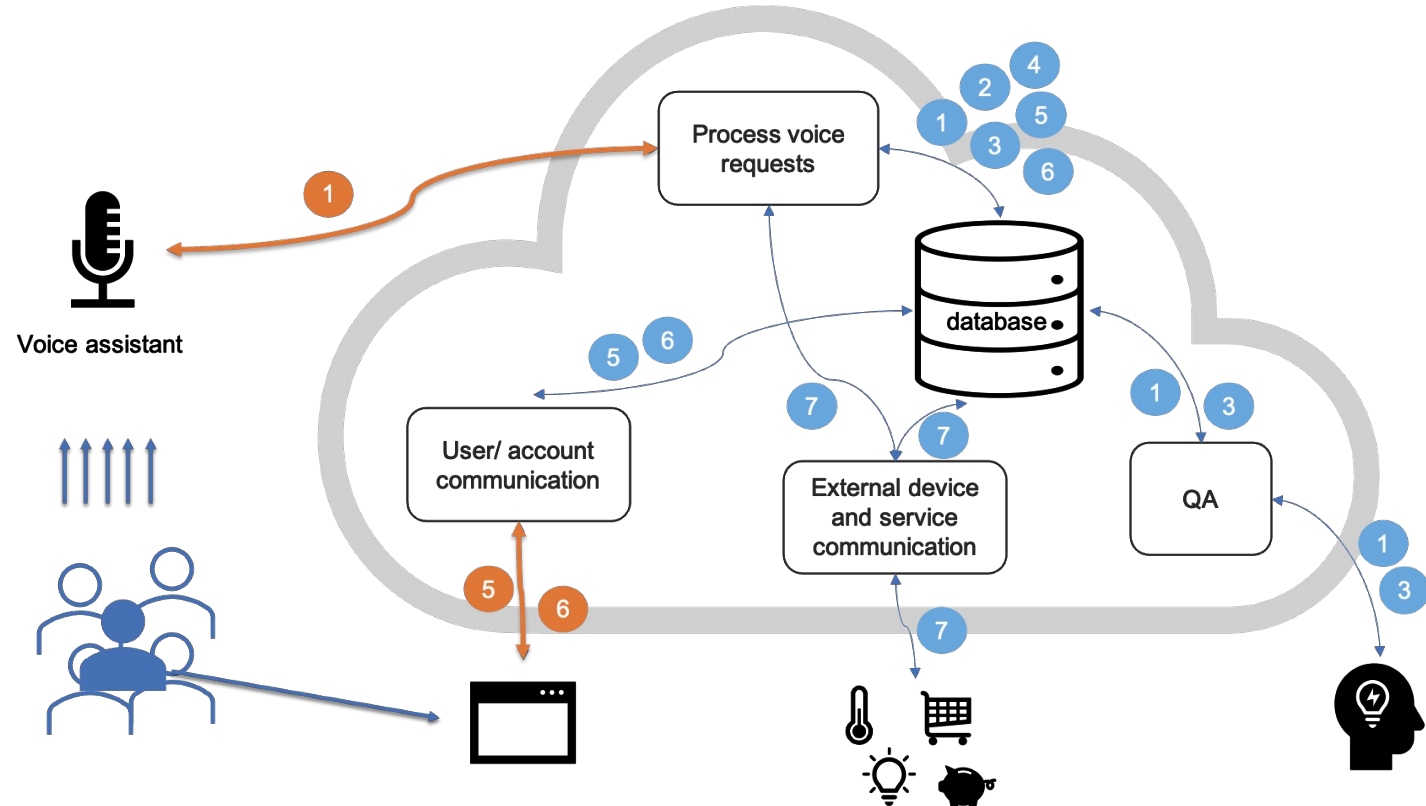 4
2
1
5
3
6
Process voice
requests
1
Voice assistant
database
5
6
7
7
1
3
User/ account
communication
External device
and service
communication
QA
1
3
5
6
7